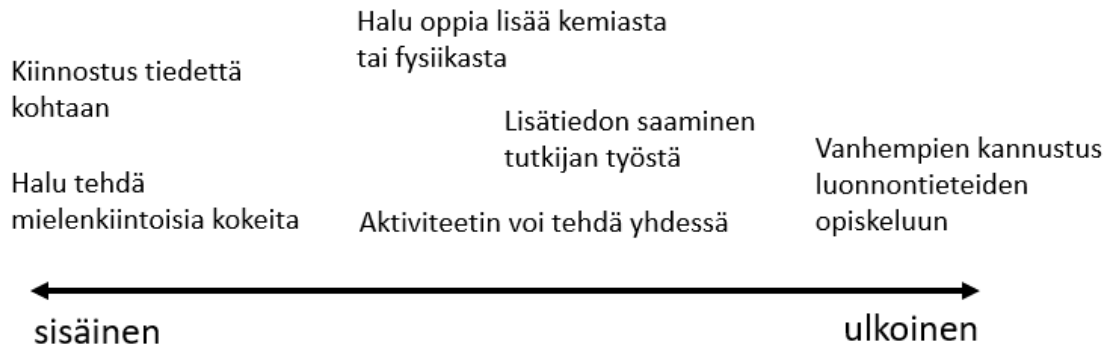 Halu oppia lisää kemiasta
tai fysiikasta
Kiinnostus tiedettä
kohtaan
Lisätiedon saaminen
tutkijan työstä
Vanhempien kannustus
luonnontieteiden
opiskeluun
Halu tehdä
mielenkiintoisia kokeita
Aktiviteetin voi tehdä yhdessä
sisäinen
ulkoinen